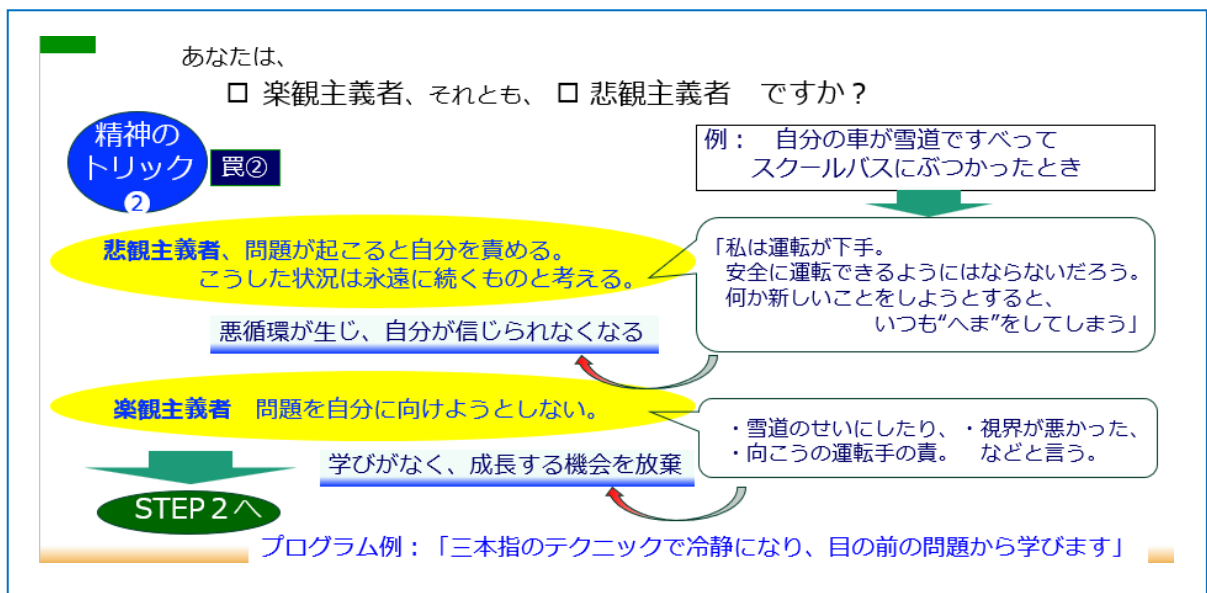 あなたは、
□ 楽観主義者、それとも、 □ 悲観主義者　ですか？
精神の
トリック
❷
罠②
例：　自分の車が雪道ですべって
スクールバスにぶつかったとき
悲観主義者、問題が起こると自分を責める。
こうした状況は永遠に続くものと考える。
「私は運転が下手。
安全に運転できるようにはならないだろう。
何か新しいことをしようとすると、
いつも“へま”をしてしまう」
悪循環が生じ、自分が信じられなくなる
楽観主義者　問題を自分に向けようとしない。
・雪道のせいにしたり、・視界が悪かった、
・向こうの運転手の責。　などと言う。
学びがなく、成長する機会を放棄
STEP２へ
プログラム例：「三本指のテクニックで冷静になり、目の前の問題から学びます」